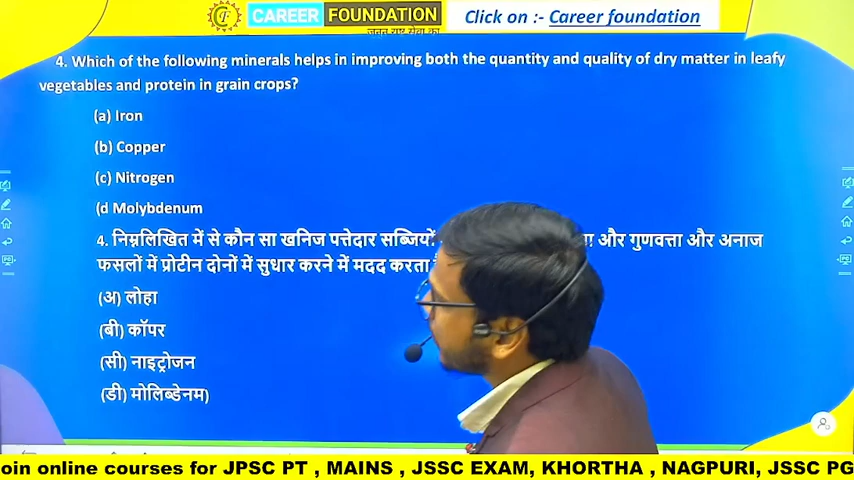 CAREER FOUNDATION
Click on :- Career foundation
4. Which of the following minerals helps in improving both the quantity and quality of dry matter in leafy
vegetables and protein in grain crops?
(a) Iron
(b) Copper
(c) Nitrogen
(d Molybdenum
4. निम्नलिखित में से कौन सा खनिज पत्तेदार सब्जियों और गुणवत्ता और अनाज
फसलों में प्रोटीन दोनों में सुधार करने में मदद करता
(अ) लोहा
(बी) कॉपर
(सी) नाइट्रोजन
(डी) मोलिब्डेनम)
oin online courses for JPSC PT , MAINS , JSSC EXAM, KHORTHA , NAGPURI, JSSC PG